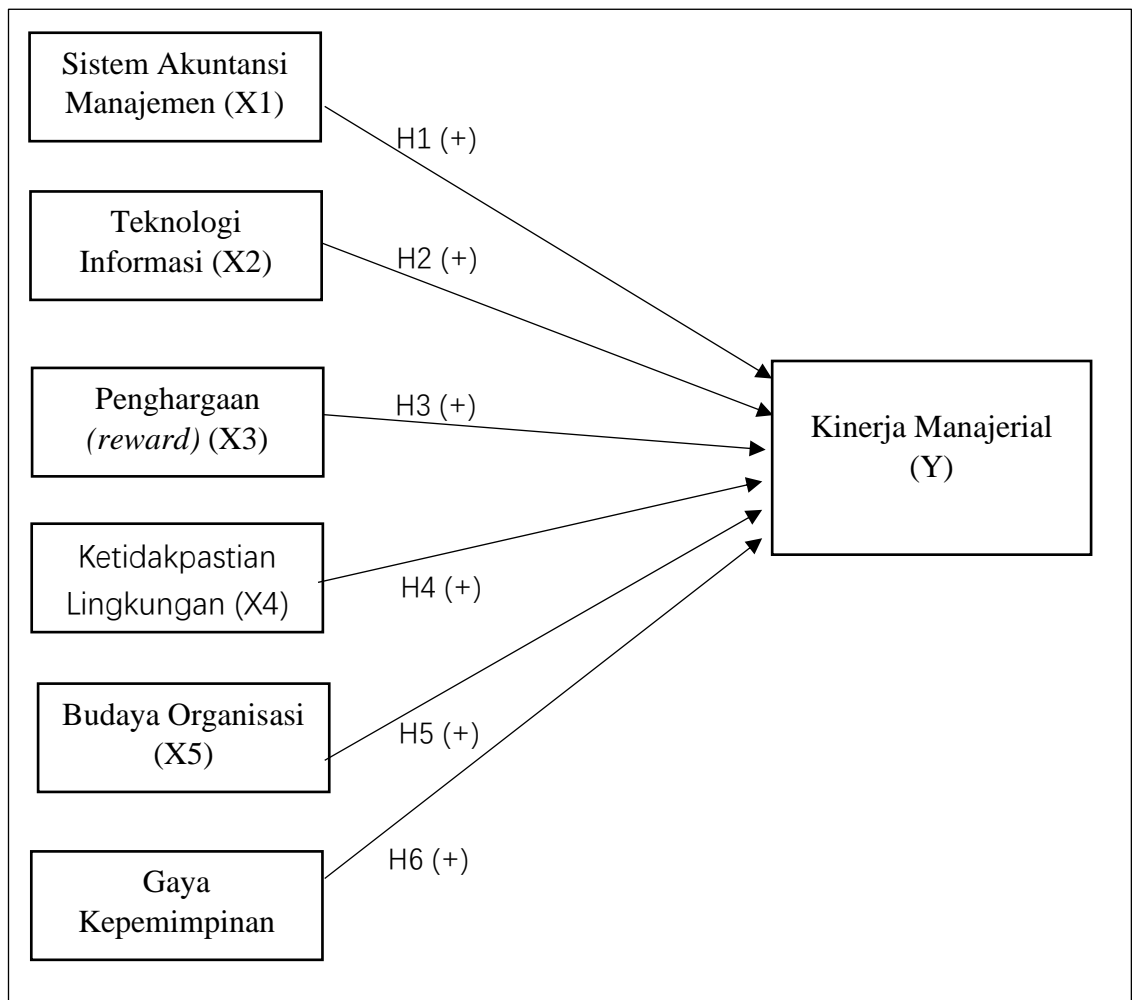 Sistem Akuntansi
Manajemen (X1)
H1 (+)
Teknologi
Informasi (X2)
H2 (+)
Penghargaan
(reward) (X3)
H3 (+)
Kinerja Manajerial
(Y)
Ketidakpastian
Lingkungan (X4)
H4 (+)
Budaya Organisasi
(X5)
H5 (+)
H6 (+)
Gaya
Kepemimpinan